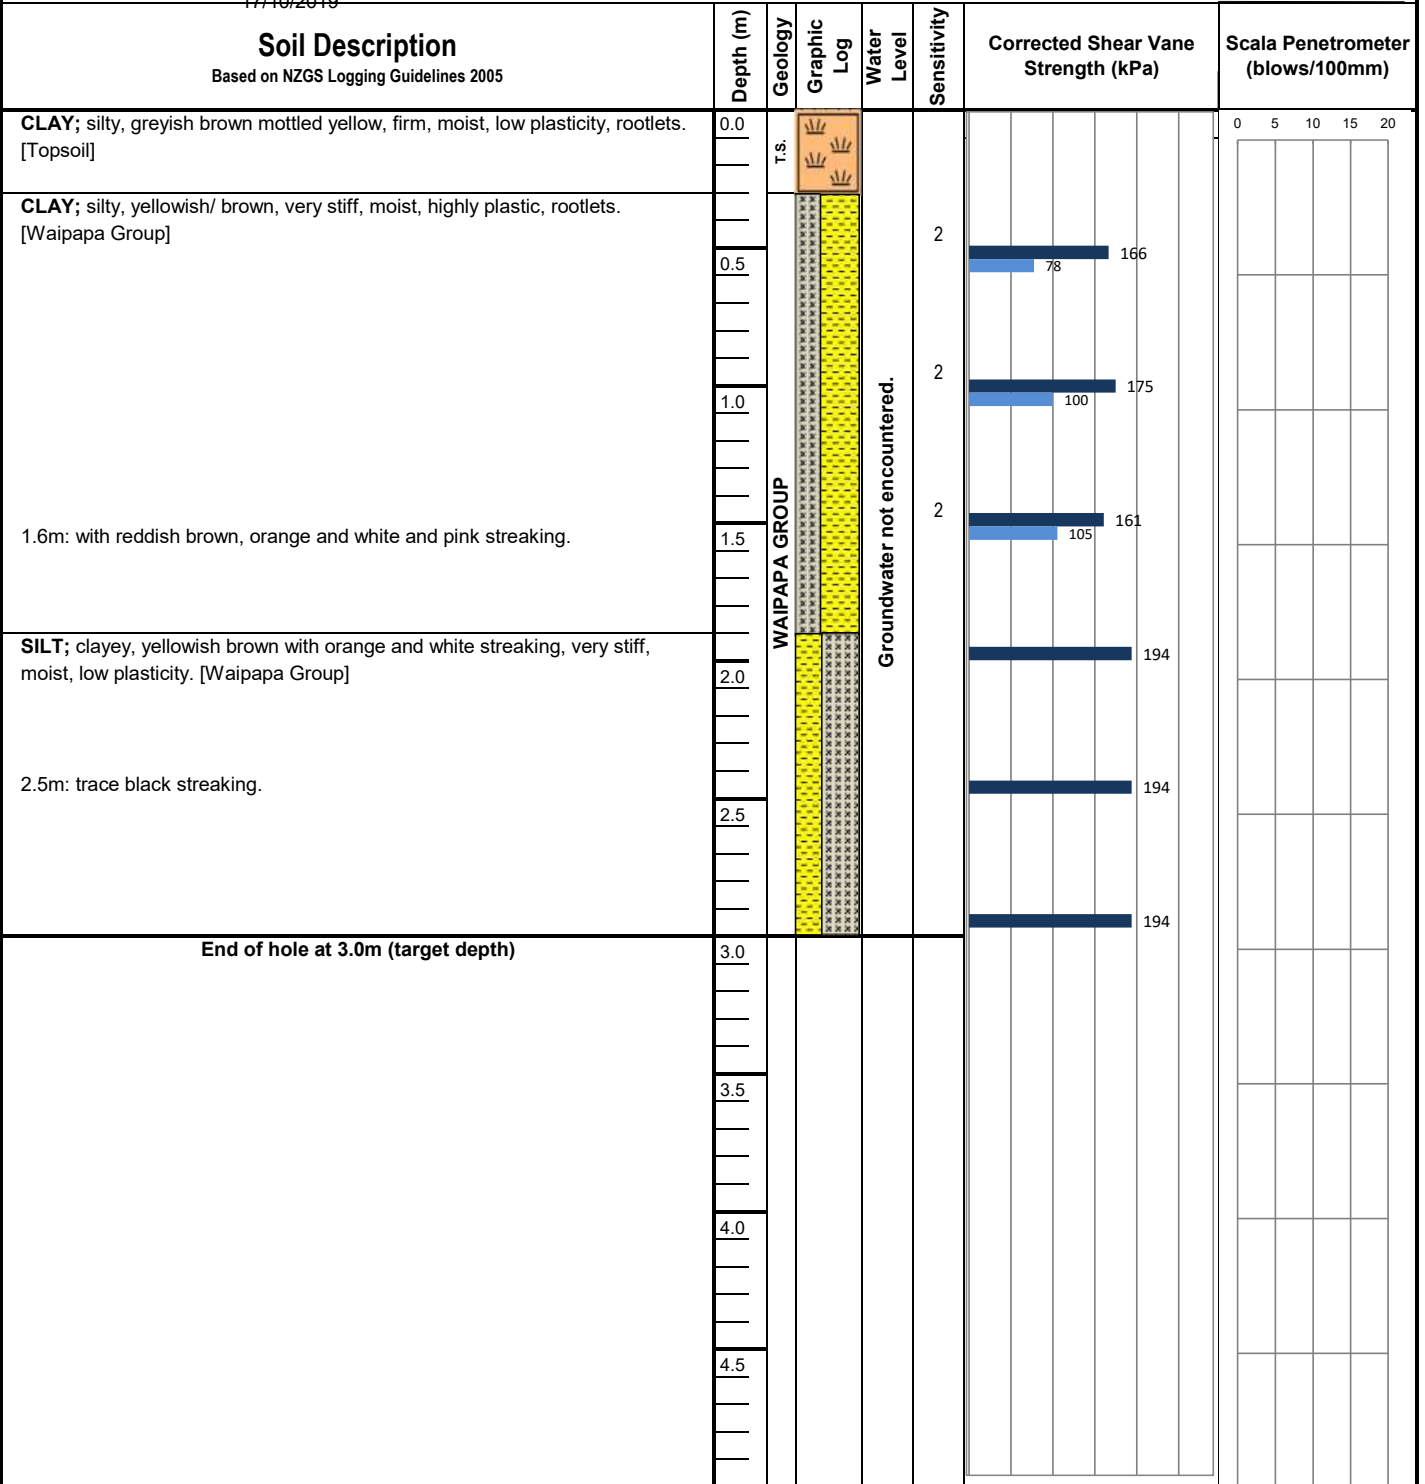 17/10/2019
Soil Description
Based on NZGS Logging Guidelines 2005
Depth (m)
Geology
Graphic
Log
Water
Level
Sensitivity
Corrected Shear Vane
Strength (kPa)
Scala Penetrometer
(blows/100mm)
CLAY; silty, greyish brown mottled yellow, firm, moist, low plasticity, rootlets.
[Topsoil]
0.0
T.S.
0 5 10 15 20
CLAY; silty, yellowish/ brown, very stiff, moist, highly plastic, rootlets.
[Waipapa Group]
2
166
78
0.5
2
175
100
1.0
WAIPAPA GROUP
Groundwater not encountered.
2
161
105
1.6m: with reddish brown, orange and white and pink streaking.
1.5
SILT; clayey, yellowish brown with orange and white streaking, very stiff,
moist, low plasticity. [Waipapa Group]
194
2.0
2.5m: trace black streaking.
194
2.5
194
End of hole at 3.0m (target depth)
3.0
3.5
4.0
4.5